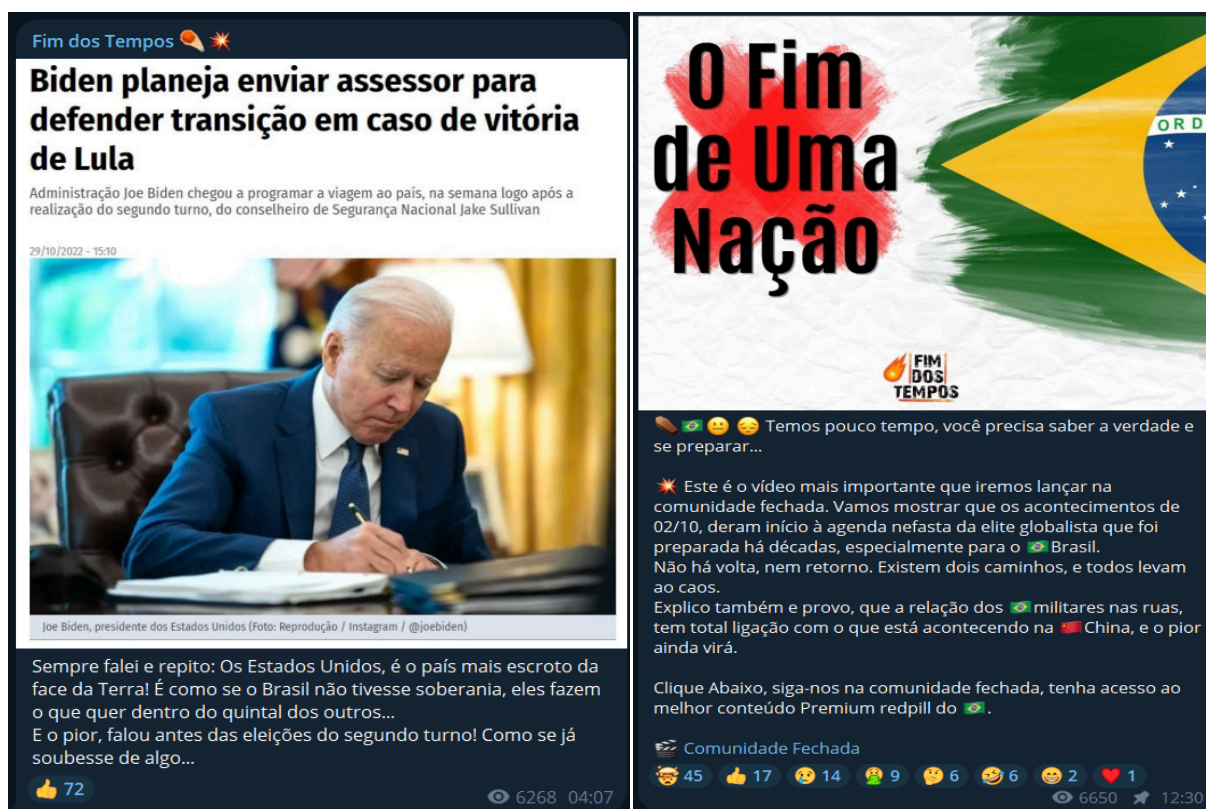 Fim dos Tempos
Biden planeja enviar assessor para
defender transição em caso de vitória
de Lula
Administração Joe Biden chegou a programar a viagem ao país, na semana logo após a
realização do segundo turno, do conselheiro de Segurança Nacional Jake Sullivan
29/10/2022 - 15:10
Joe Biden, presidente dos Estados Unidos (Foto: Reprodução / Instagram / @joebiden)
Sempre falei e repito: Os Estados Unidos, é o país mais escroto da
face da Terra! É como se o Brasil não tivesse soberania, eles fazem
o que quer dentro do quintal dos outros...
E o pior, falou antes das eleições do segundo turno! Como se já
soubesse de algo...
72
6268 04:07
O Fim
de Uma
Nação
ORD
FIM
DOS
TEMPOS
Temos pouco tempo, você precisa saber a verdade e
se preparar...
Este é o vídeo mais importante que iremos lançar na
comunidade fechada. Vamos mostrar que os acontecimentos de
02/10, deram início à agenda nefasta da elite globalista que foi
preparada há décadas, especialmente para o 🇧🇷 Brasil.
Não há volta, nem retorno. Existem dois caminhos, e todos levam
ao caos.
Explico também e provo, que a relação dos 🇧🇷 militares nas ruas,
tem total ligação com o que está acontecendo na 🇨🇳 China, e o pior
ainda virá.
Clique Abaixo, siga-nos na comunidade fechada, tenha acesso ao
melhor conteúdo Premium redpill do 🇧🇷.
Comunidade Fechada
45 17 14 9 6 6 2 1
6650 12:30